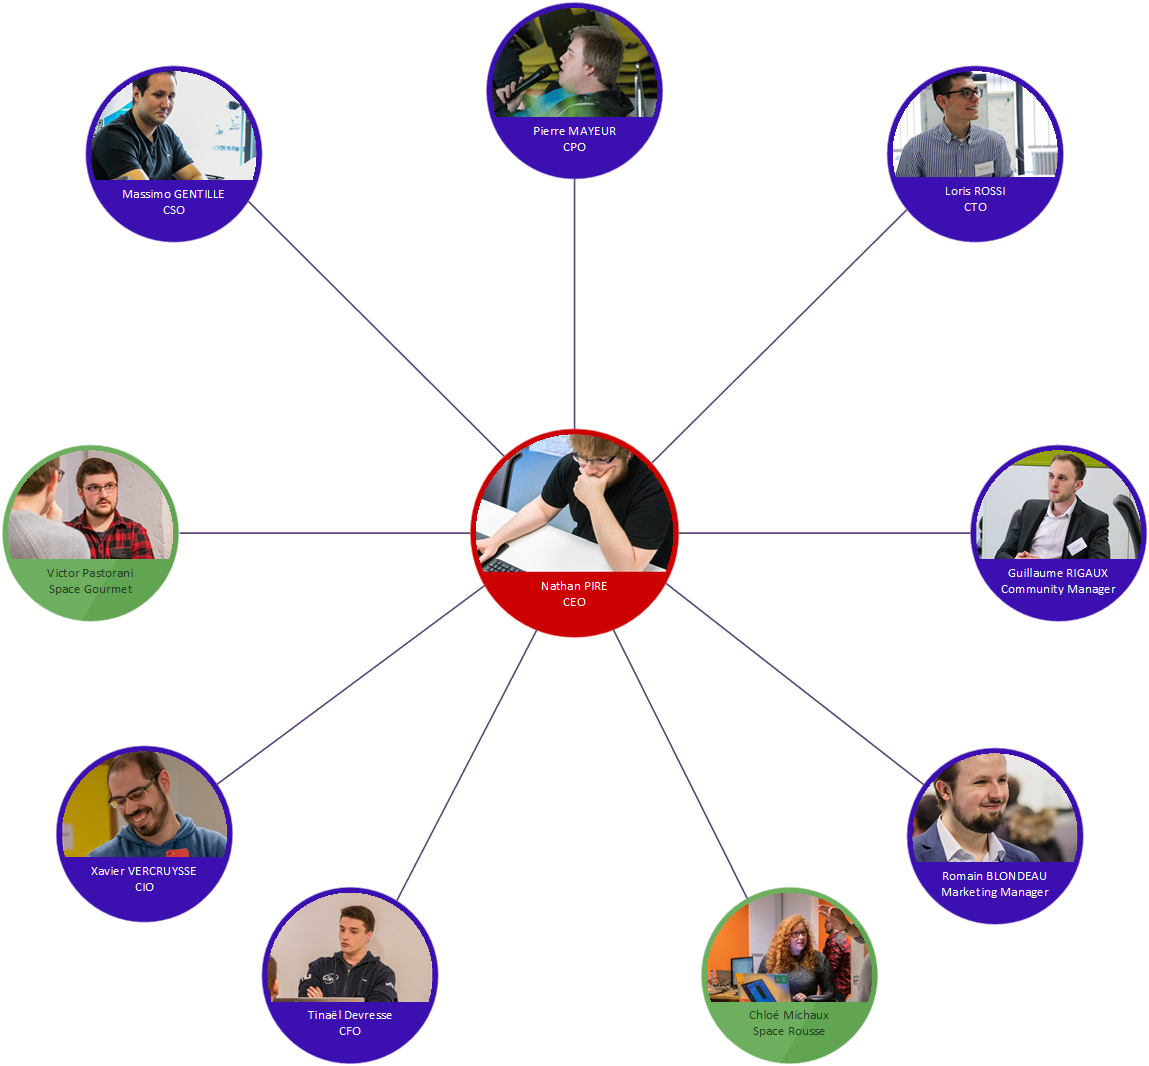 Pierre MAYEUR
CPO
Massimo GENTILLE
CSO
Loris ROSSI
CTO
Victor Pastorani
Space Gourmet
Nathan PIRE
CEO
Guillaume RIGAUX
Community Manager
Xavier VERCRUYSSE
CIO
Romain BLONDEAU
Marketing Manager
Tinaël Devresse
CFO
Chloé Michaux
Space Rousse